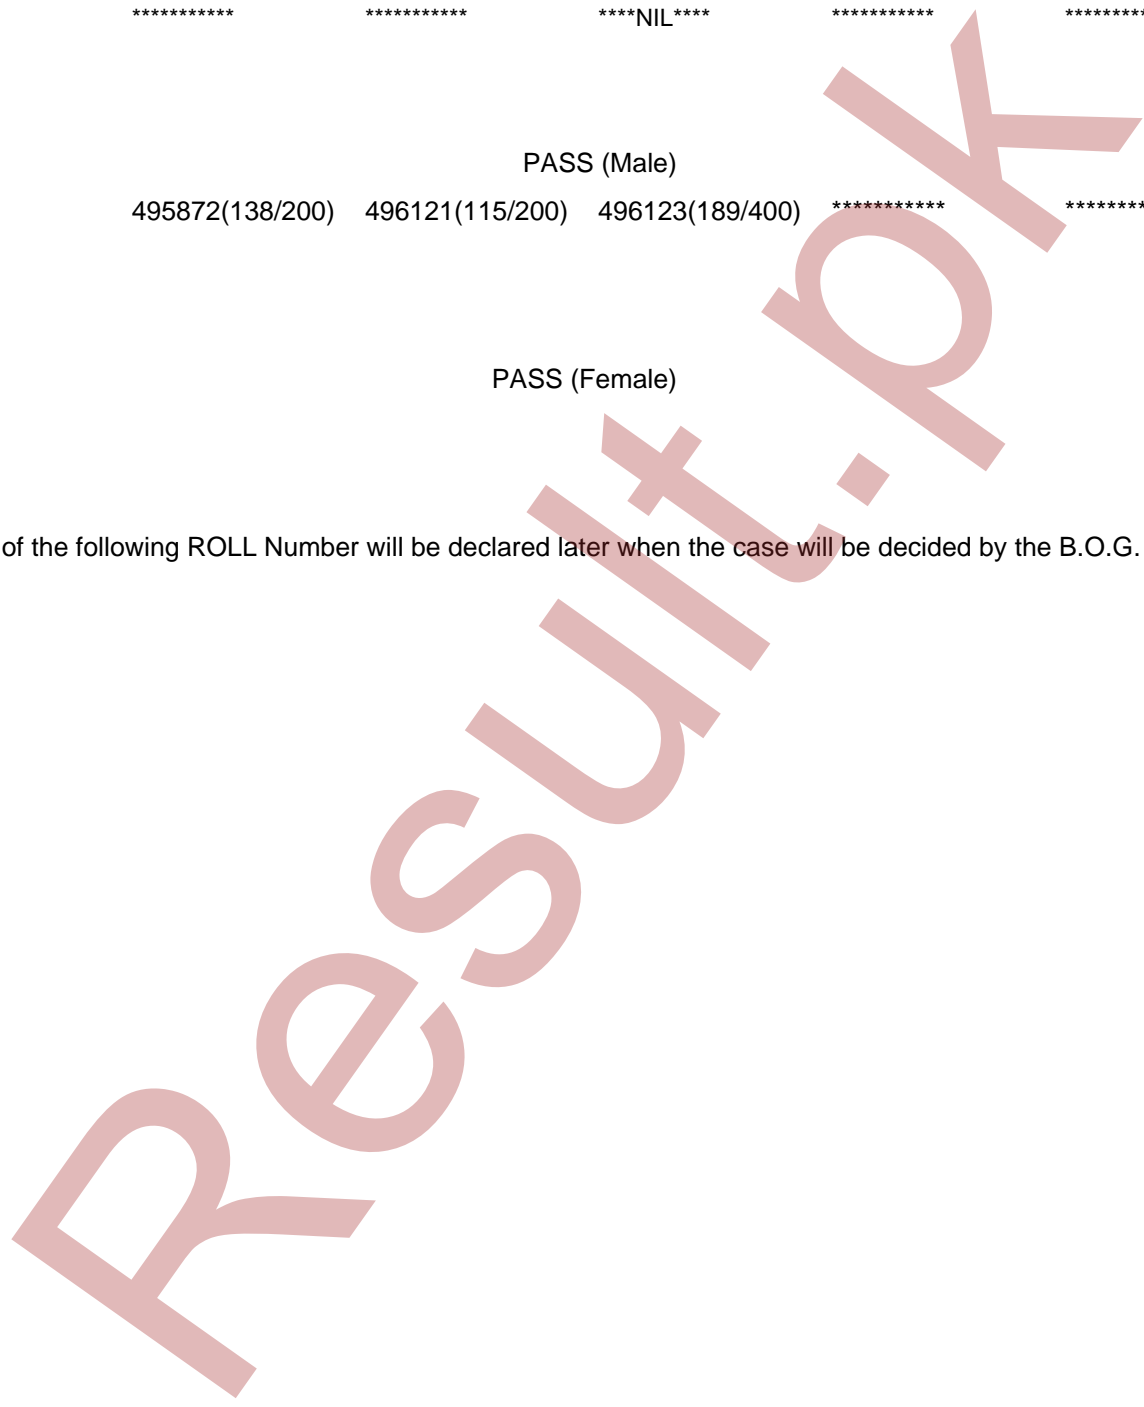 *********** *********** ****NIL**** *********** *********
PASS (Male)
495872(138/200) 496121(115/200) 496123(189/400) *********** ********
PASS (Female)
of the following ROLL Number will be declared later when the case will be decided by the B.O.G.
Result.pk